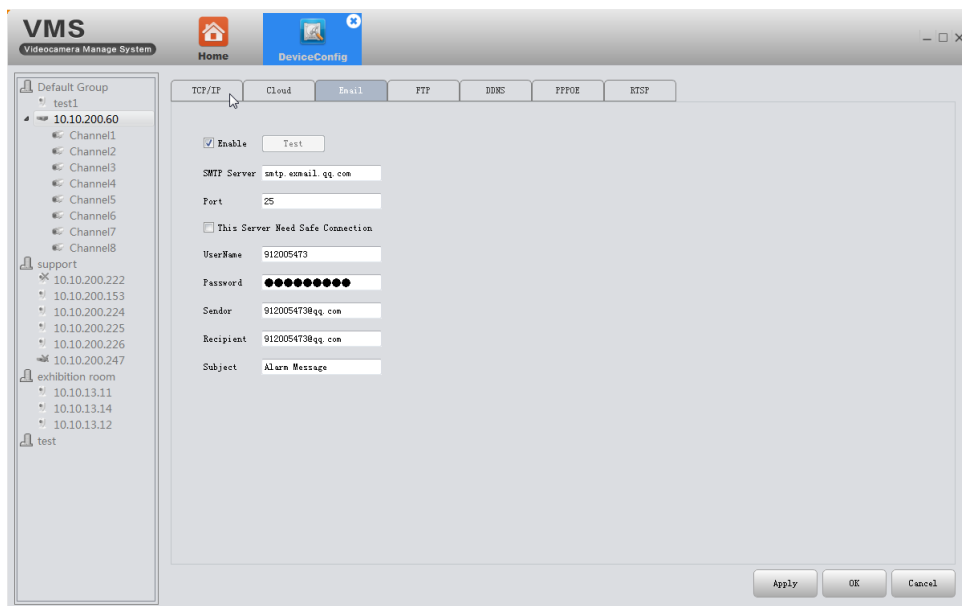 VMS
Videocamera Manage System
Home
DeviceConfig
Default Group
test1
10.10.200.60
Channel1
Channel2
Channel3
Channel4
Channel5
Channel6
Channel7
Channel8
support
10.10.200.222
10.10.200.153
10.10.200.224
10.10.200.225
10.10.200.226
10.10.200.247
exhibition room
10.10.13.11
10.10.13.14
10.10.13.12
test
TCP/IP Cloud Email FTP DDNS PPPOE RTSP
Enable Test
SMTP Server smtp.exmail.qq.com
Port 25
This Server Need Safe Connection
UserName 912005473
Password ●●●●●●●●●
Sendor 912005473@qq.com
Recipient 912005473@qq.com
Subject Alarm Message
Apply OK Cancel